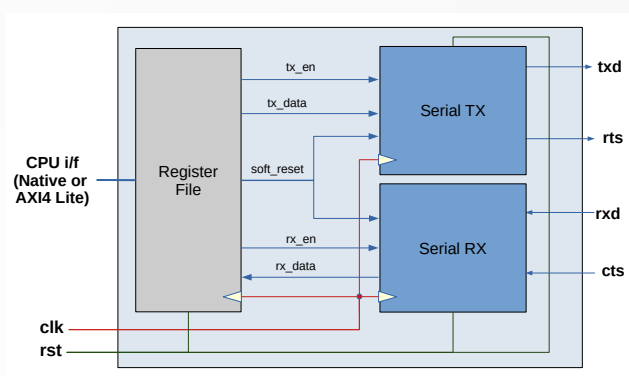 tx_en
tx_data
soft_reset
rx_en
rx_data
Serial TX
Serial RX
Register
File
CPU i/f
(Native or
AXI4 Lite)
clk
rst
txd
rts
rxd
cts